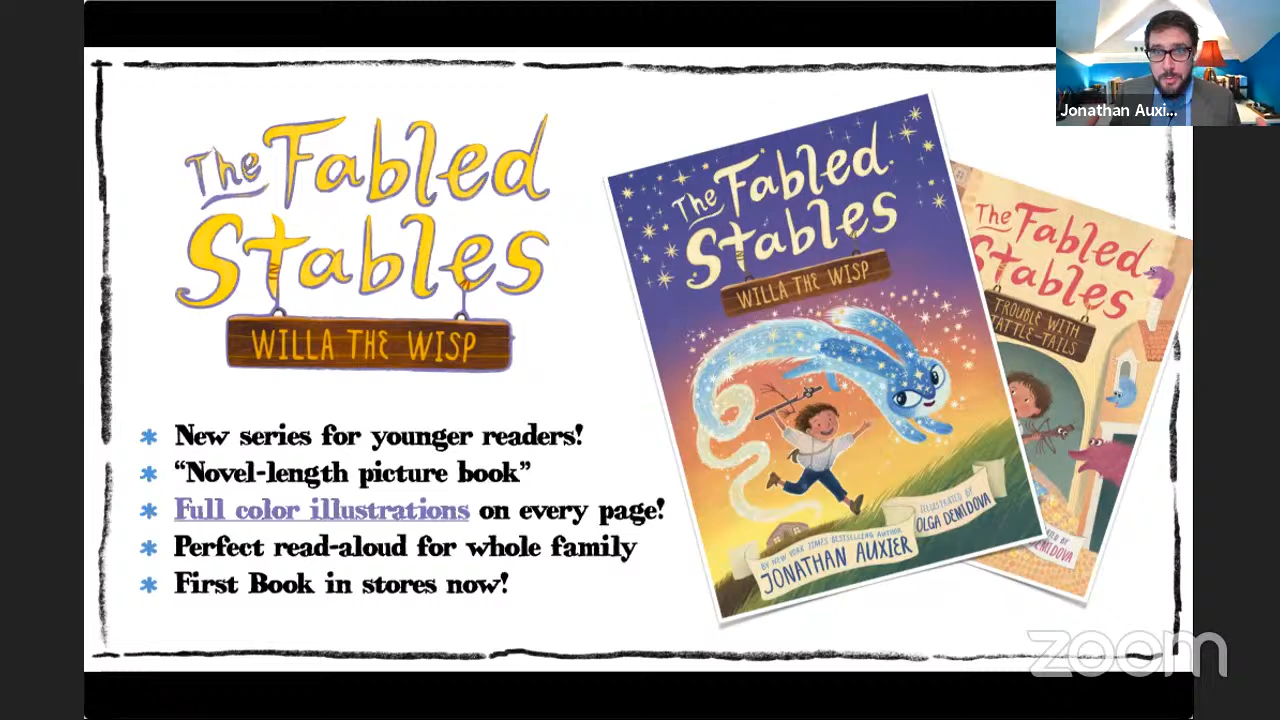 Jonathan Auxi...
The Fabled
Stables
WILLA THE WISP
* New series for younger readers!
* “Novel-length picture book”
* Full color illustrations on every page!
* Perfect read-aloud for whole family
* First Book in stores now!
The Fabled
Stables
WILLA THE WISP
BY NEW YORK TIMES BESTSELLING AUTHOR
JONATHAN AUXIER
ILLUSTRATED BY
OLGA DEMIDOVA
The Fabled
Stables
TROUBLE WITH
TATTLE-TAILS
zoom